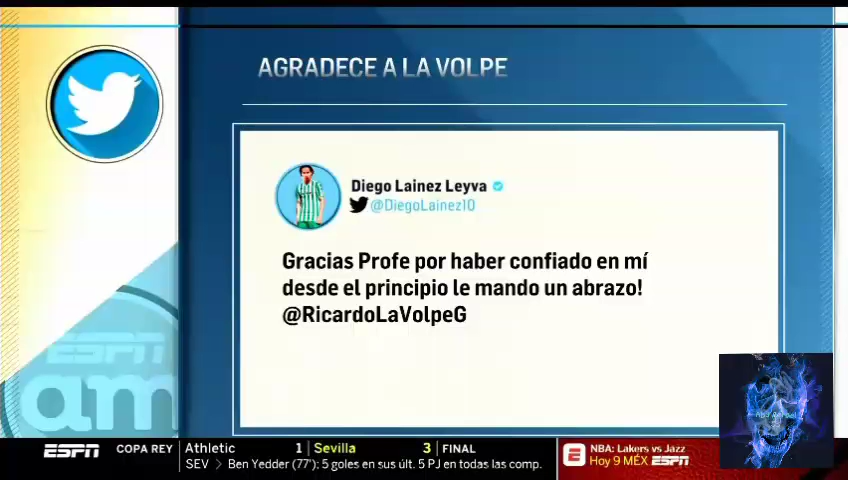 AGRADECE A LA VOLPE
Diego Lainez Leyva
@DiegoLainez10
Gracias Profe por haber confiado en mí
desde el principio le mando un abrazo!
@RicardoLaVolpeG
ESPN
am
ESPN
COPA REY
Athletic 1 Sevilla 3 FINAL
SEV > Ben Yedder (77'): 5 goles en sus últ. 5 PJ en todas las comp.
E
NBA: Lakers vs Jazz
Hoy 9 MÉX ESPN